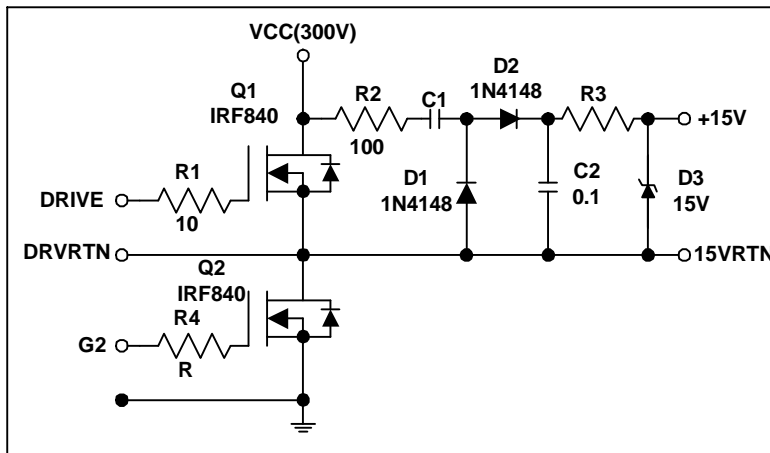 VCC(300V)
Q1
IRF840
R2
100
C1
D2
1N4148
R3
+15V
R1
10
DRIVE
D1
1N4148
C2
0.1
D3
15V
DRVRTN
15VRTN
Q2
IRF840
R4
R
G2